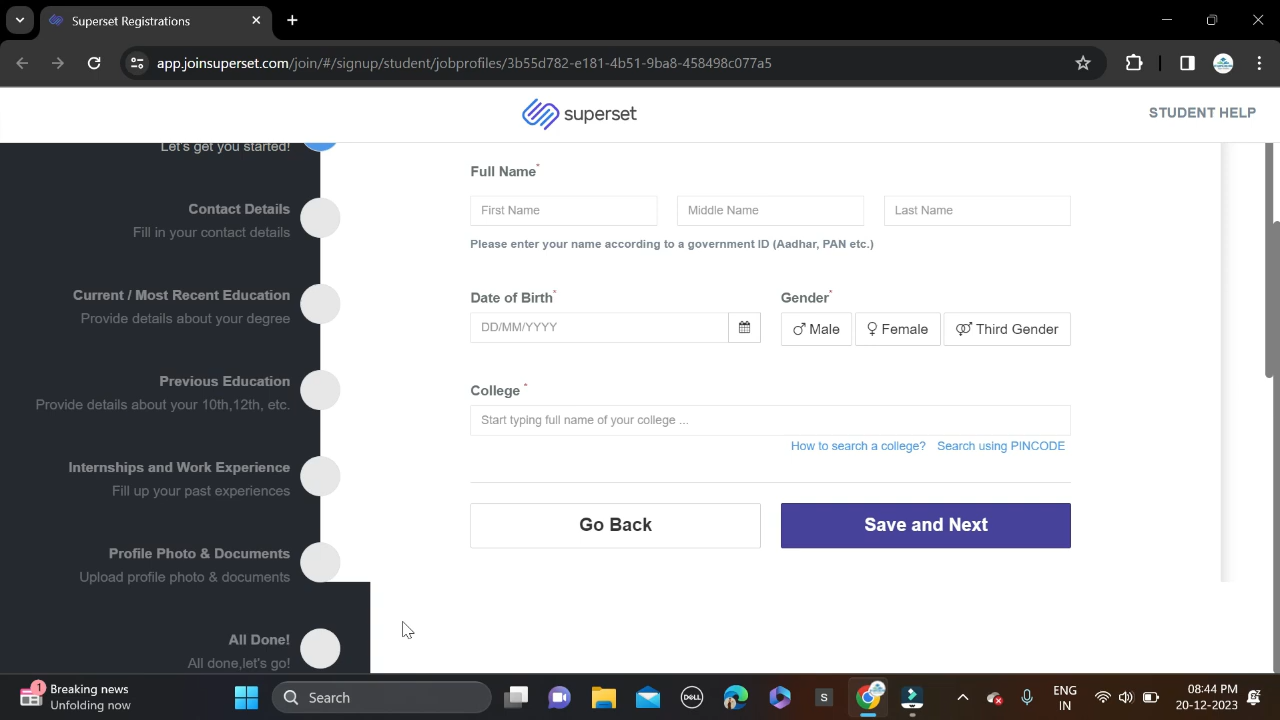 Superset Registrations
app.joinsuperset.com/join/#/signup/student/jobprofiles/3b55d782-e181-4b51-9ba8-458498c077a5
superset
STUDENT HELP
Let's get you started!
Contact Details
Fill in your contact details
Current / Most Recent Education
Provide details about your degree
Previous Education
Provide details about your 10th,12th, etc.
Internships and Work Experience
Fill up your past experiences
Profile Photo & Documents
Upload profile photo & documents
All Done!
All done,let's go!
Full Name*
First Name Middle Name Last Name
Please enter your name according to a government ID (Aadhar, PAN etc.)
Date of Birth* Gender*
DD/MM/YYYY Male Female Third Gender
College *
Start typing full name of your college ...
How to search a college? Search using PINCODE
Go Back Save and Next
1 Breaking news
Unfolding now
Search
DELL
S
ENG
IN
08:44 PM
20-12-2023